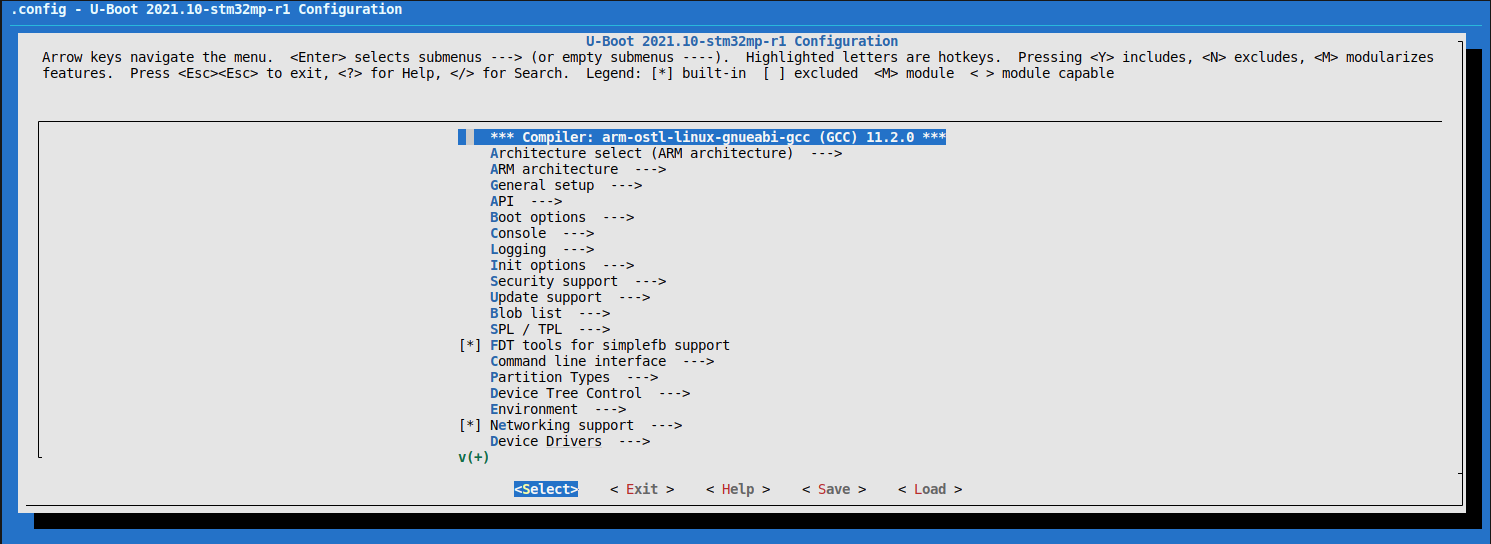 .config - U-Boot 2021.10-stm32mp-r1 Configuration
U-Boot 2021.10-stm32mp-r1 Configuration
Arrow keys navigate the menu.  <Enter> selects submenus ---> (or empty submenus ----).  Highlighted letters are hotkeys.  Pressing <Y> includes, <N> excludes, <M> modularizes
features.  Press <Esc><Esc> to exit, <?> for Help, </> for Search.  Legend: [*] built-in  [ ] excluded  <M> module  < > module capable
*** Compiler: arm-ostl-linux-gnueabi-gcc (GCC) 11.2.0 ***
Architecture select (ARM architecture)  --->
ARM architecture  --->
General setup  --->
API  --->
Boot options  --->
Console  --->
Logging  --->
Init options  --->
Security support  --->
Update support  --->
Blob list  --->
SPL / TPL  --->
[*] FDT tools for simplefb support
Command line interface  --->
Partition Types  --->
Device Tree Control  --->
Environment  --->
[*] Networking support  --->
Device Drivers  --->
v(+)
<Select>    < Exit >    < Help >    < Save >    < Load >